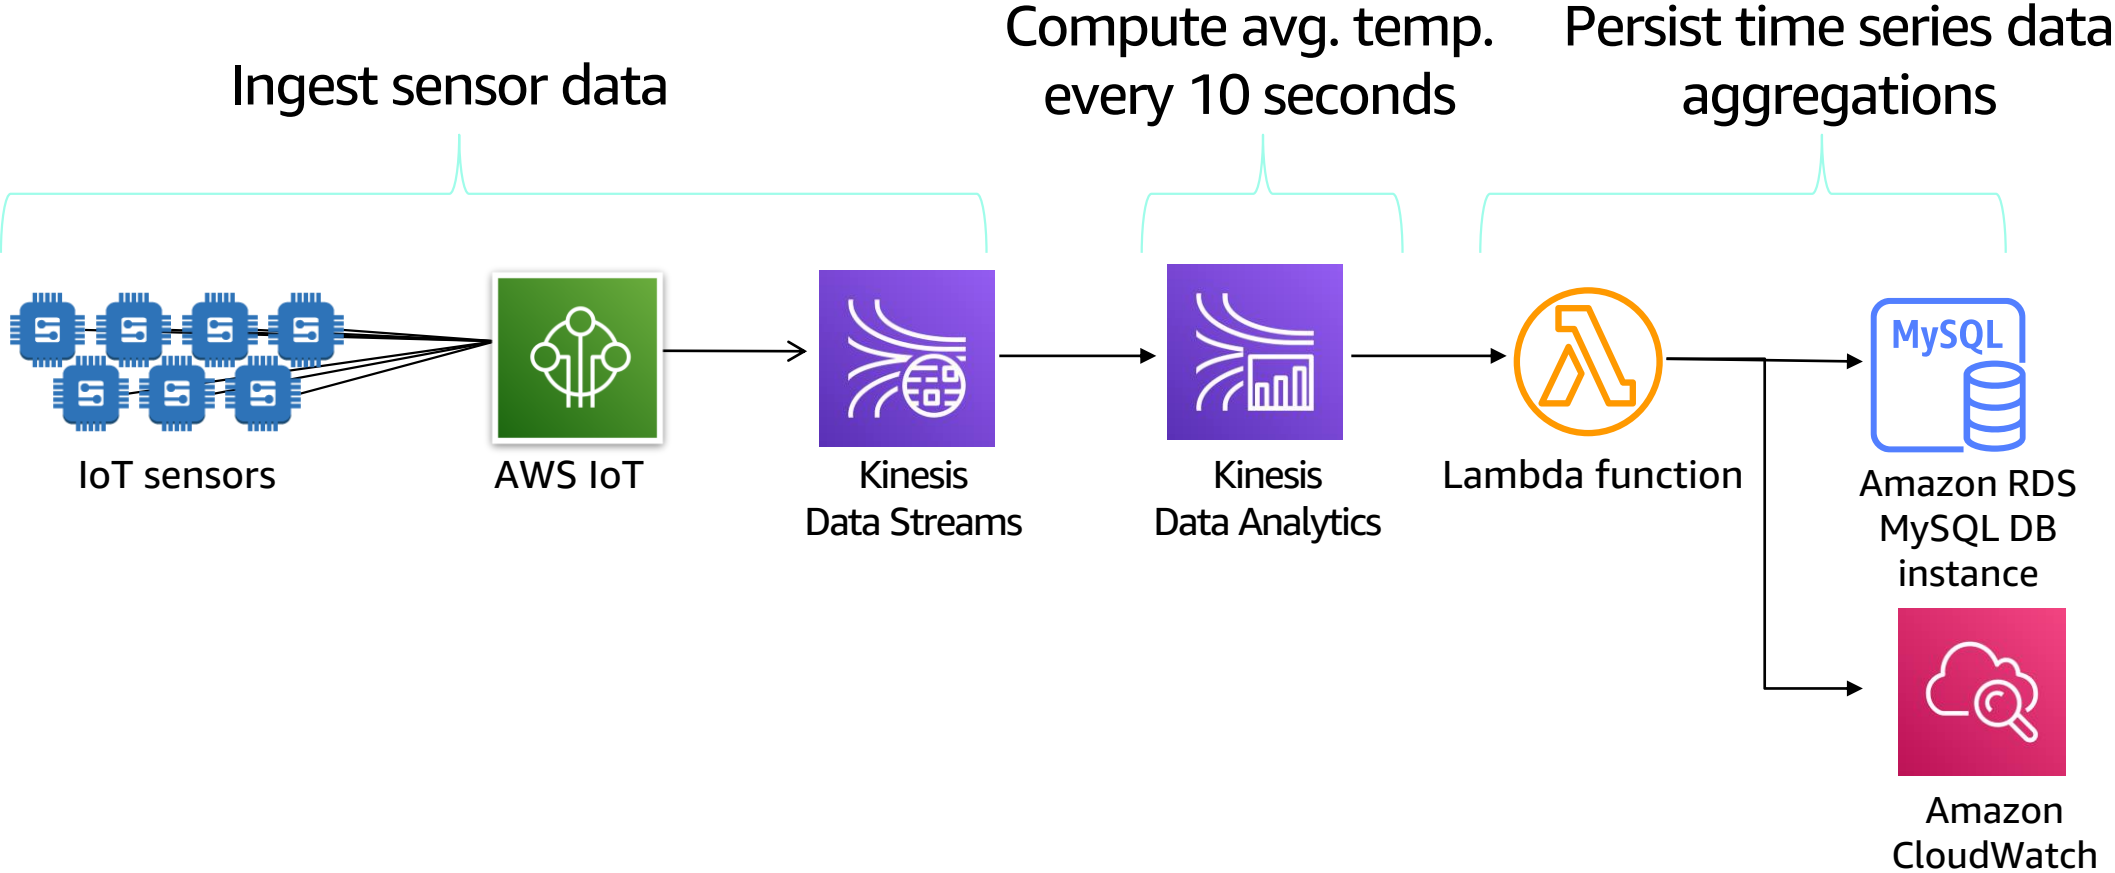 Ingest sensor data
Compute avg. temp.
every 10 seconds
Persist time series data
aggregations
IoT sensors
AWS IoT
Kinesis
Data Streams
Kinesis
Data Analytics
Lambda function
MySQL
Amazon RDS
MySQL DB
instance
Amazon
CloudWatch